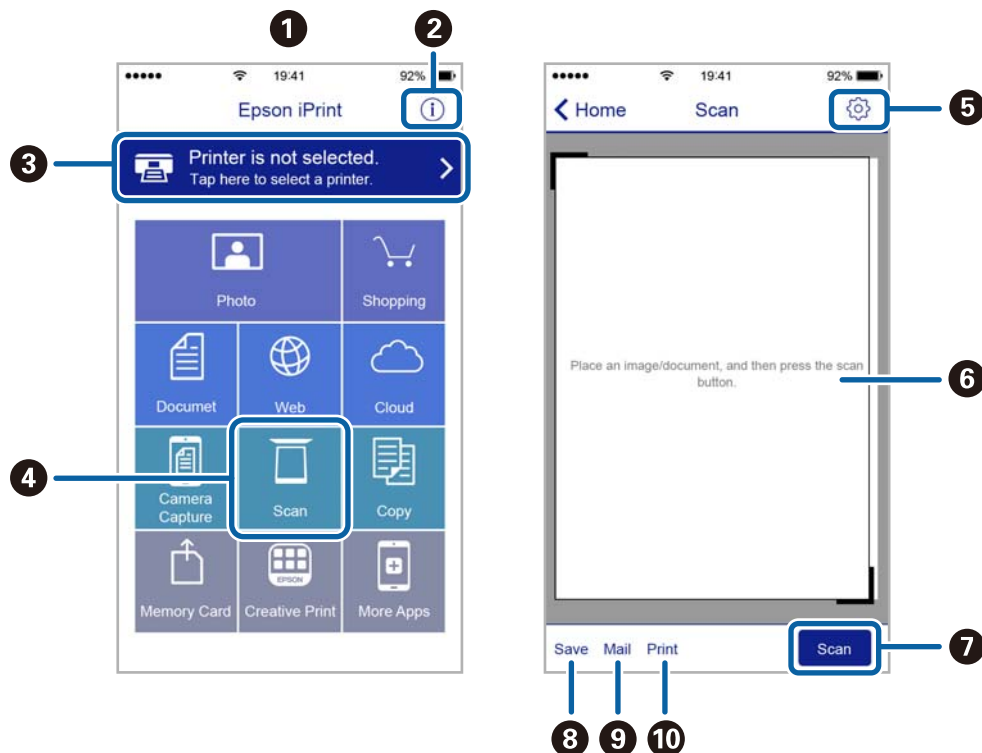 1
2
19:41
92%
Epson iPrint
i
3
Printer is not selected.
Tap here to select a printer.
Photo
Shopping
Documet
Web
Cloud
4
Camera
Capture
Scan
Copy
EPSON
Memory Card
Creative Print
More Apps
19:41
92%
Home
Scan
5
Place an image/document, and then press the scan
button.
6
Save
Mail
Print
Scan
7
8
9
10